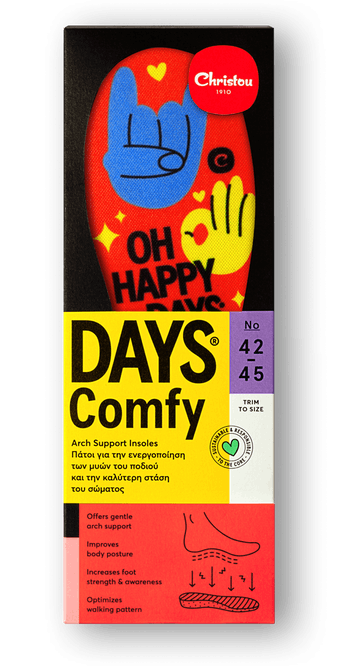 Christou
1910
C
OH
HAPPY
DAYS
DAYS®
Comfy
No
42
–
45
TRIM
TO SIZE
Arch Support Insoles
Πάτοι για την ενεργοποίηση
των μυών του ποδιού
και την καλύτερη στάση
του σώματος
SUSTAINABLE & RESPONSIBLE
· TO THE CORE ·
Offers gentle
arch support
Improves
body posture
Increases foot
strength & awareness
Optimizes
walking pattern